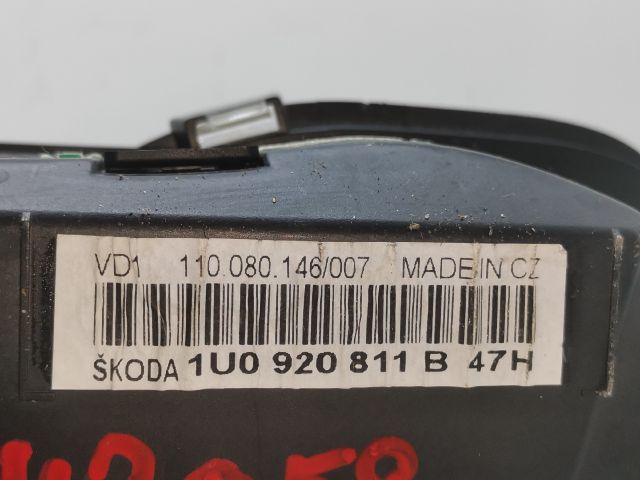 VD1 110.080.146/007 MADE IN CZ
ŠKODA 1U0 920 811 B 47H